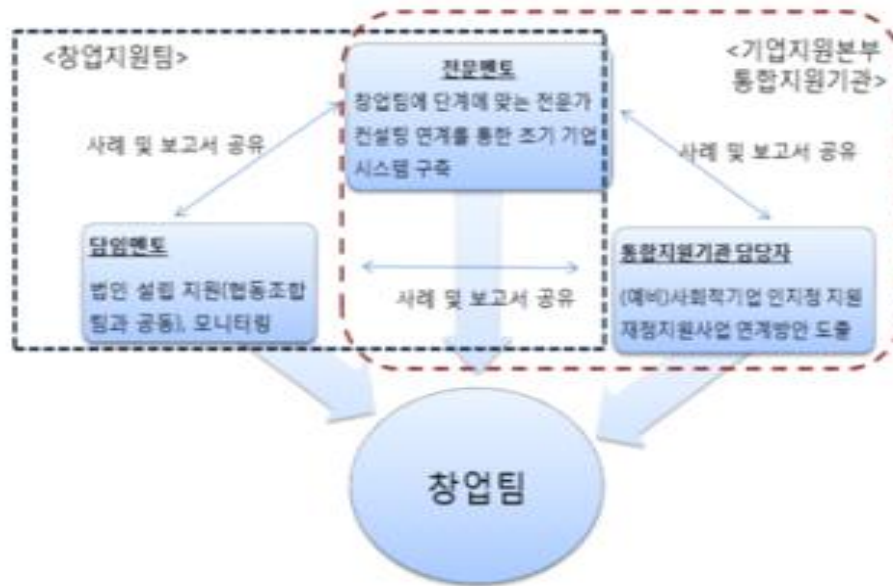 <창업지원팀>
<기업지원본부
통합지원기관>
전문멘토
창업팀에 단계에 맞는 전문가
컨설팅 연계를 통한 초기 기업
시스템 구축
사례 및 보고서 공유
사례 및 보고서 공유
담임멘토
법인 설립 지원(협동조합
팀과 공동), 모니터링
사례 및 보고서 공유
통합지원기관 담당자
(예비)사회적기업 인지정 지원
재정지원사업 연계방안 도출
창업팀